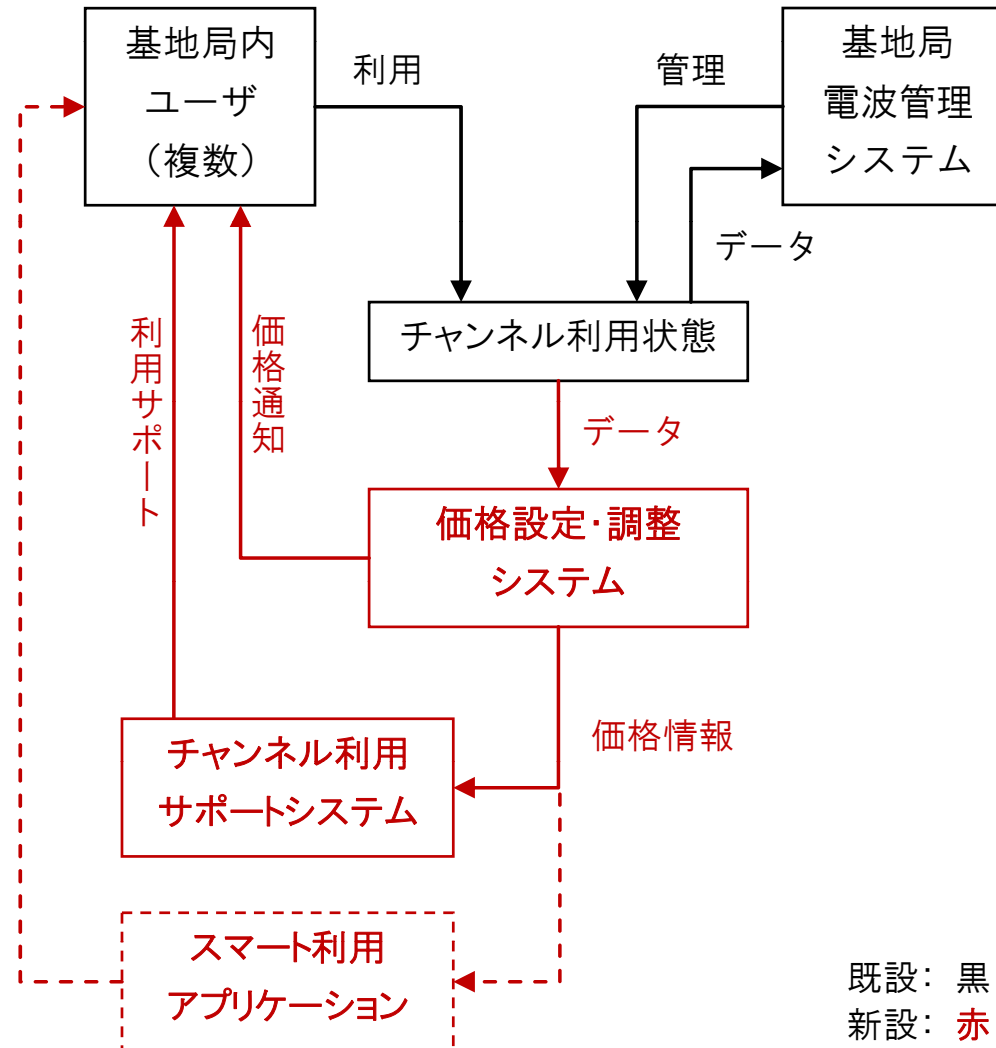 基地局内
ユーザ
（複数）
利用
管理
基地局
電波管理
システム
データ
チャンネル利用状態
利用サポート
価格通知
データ
価格設定・調整
システム
価格情報
チャンネル利用
サポートシステム
スマート利用
アプリケーション
既設： 黒
新設： 赤